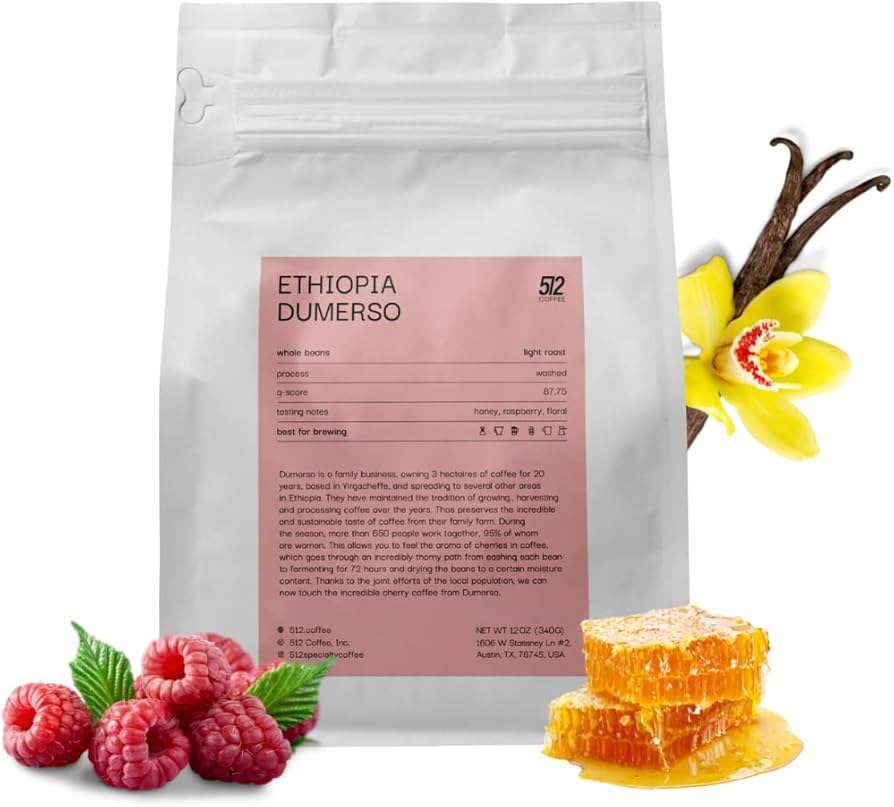 ETHIOPIA
DUMERSO
512
COFFEE
whole beans light roast
process washed
q-score 87,75
tasting notes honey, raspberry, floral
best for brewing
Dumerso is a family business, owning 3 hectaires of coffee for 20
years, based in Yirgacheffe, and spreading to several other areas
in Ethiopia. They have maintained the tradition of growing, harvesting
and processing coffee over the years. Thos preserves the incredible
and sustainable taste of coffee from their family farm. During
the season, more than 650 people work together, 95% of whom
are women. This allows you to feel the aroma of cherries in coffee,
which goes through an incredibly thorny path from eashing each bean
to fermenting for 72 hours and drying the beans to a certain moisture
content. Thanks to the joint efforts of the local population, we can
now touch the incredible cherry coffee from Dumerso.
512.coffee
512 Coffee, Inc.
512specialtycoffee
NET WT 12 OZ (340G)
1606 W Stassney Ln #2,
Austin, TX, 78745, USA